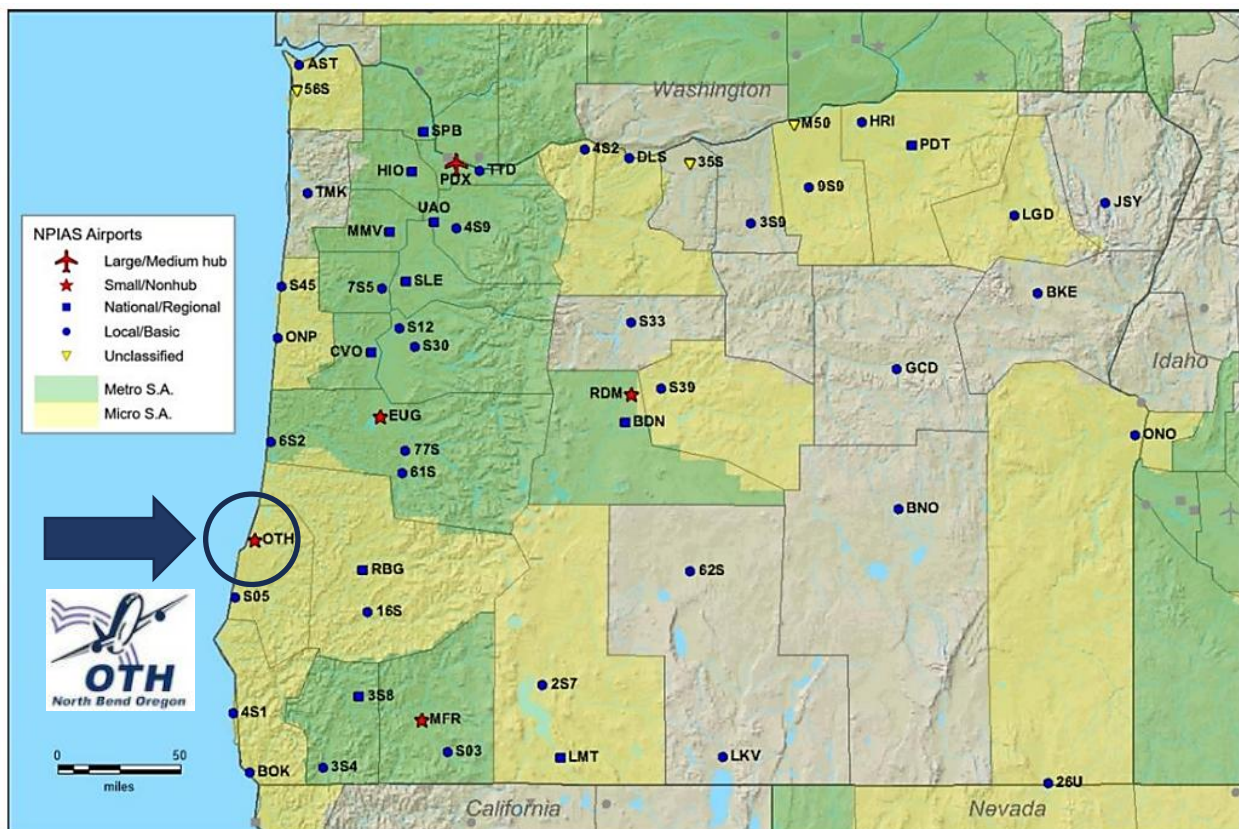 AST
56S
Washington
SPB
M50
HRI
PDT
4S2
DLS
35S
HIO
PDX
TTD
TMK
9S9
JSY
UAO
4S9
3S9
LGD
MMV
NPIAS Airports
Large/Medium hub
Small/Nonhub
National/Regional
Local/Basic
Unclassified
Metro S.A.
Micro S.A.
S45
7S5
SLE
BKE
S12
S33
ONP
S30
CVO
Idaho
GCD
RDM
S39
EUG
BDN
6S2
ONO
77S
61S
BNO
OTH
RBG
62S
S05
16S
OTH
North Bend Oregon
2S7
3S8
4S1
MFR
S03
LMT
LKV
0 50
miles
BOK
3S4
26U
California
Nevada